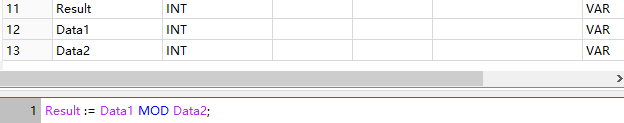 11 Result INT VAR
12 Data1 INT VAR
13 Data2 INT VAR
1 Result := Data1 MOD Data2;